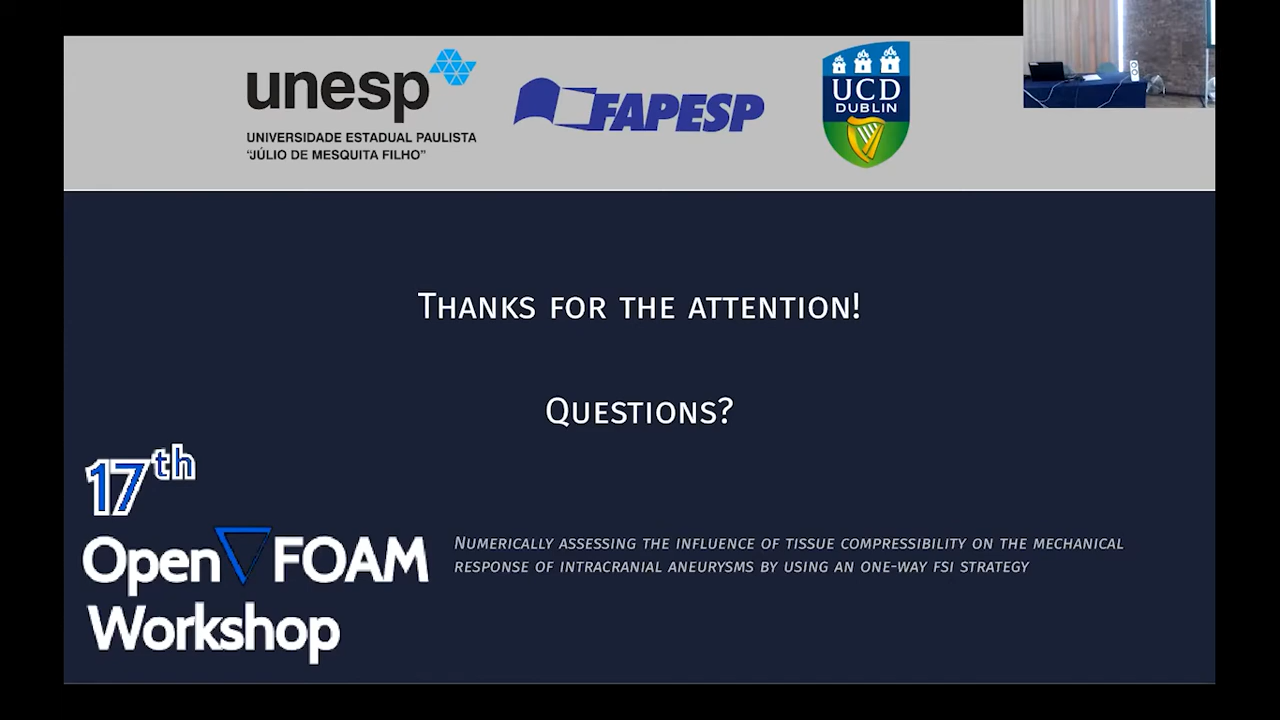 unesp
UNIVERSIDADE ESTADUAL PAULISTA
"JÚLIO DE MESQUITA FILHO"
FAPESP
UCD
DUBLIN
THANKS FOR THE ATTENTION!
QUESTIONS?
17th
Open FOAM
Workshop
NUMERICALLY ASSESSING THE INFLUENCE OF TISSUE COMPRESSIBILITY ON THE MECHANICAL
RESPONSE OF INTRACRANIAL ANEURYSMS BY USING AN ONE-WAY FSI STRATEGY